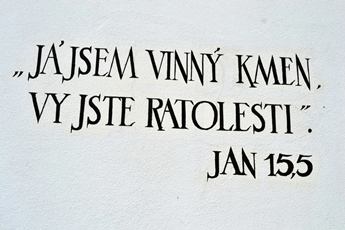 „JÁ JSEM VINNÝ KMEN,
VY JSTE RATOLESTI“.
JAN 15,5